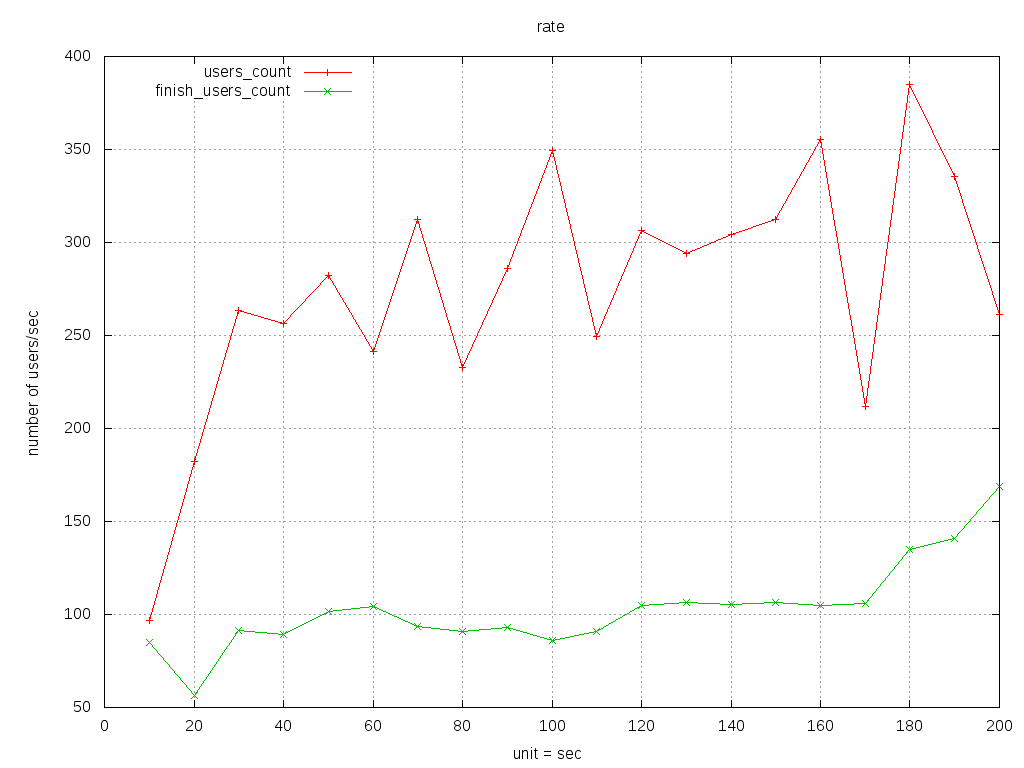 rate
400
users_count
finish_users_count
350
300
250
number of users/sec
200
150
100
50
0 20 40 60 80 100 120 140 160 180 200
unit = sec